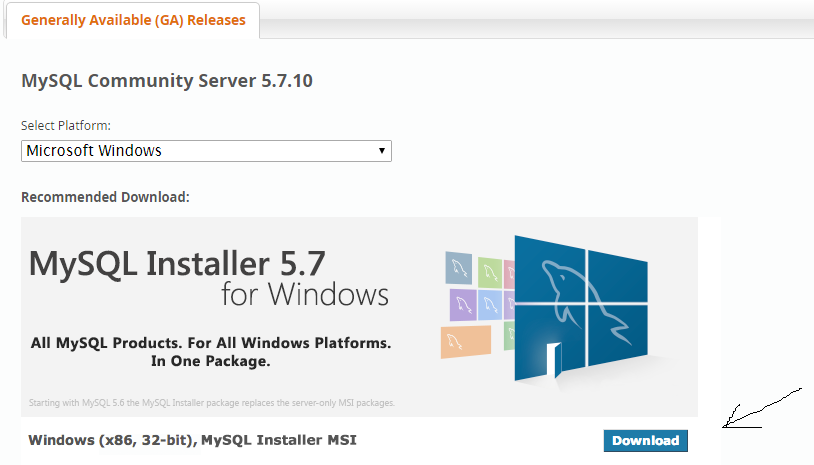 Generally Available (GA) Releases
MySQL Community Server 5.7.10
Select Platform:
Microsoft Windows
Recommended Download:
MySQL Installer 5.7
for Windows
All MySQL Products. For All Windows Platforms.
In One Package.
Starting with MySQL 5.6 the MySQL Installer package replaces the server-only MSI packages.
Windows (x86, 32-bit), MySQL Installer MSI
Download